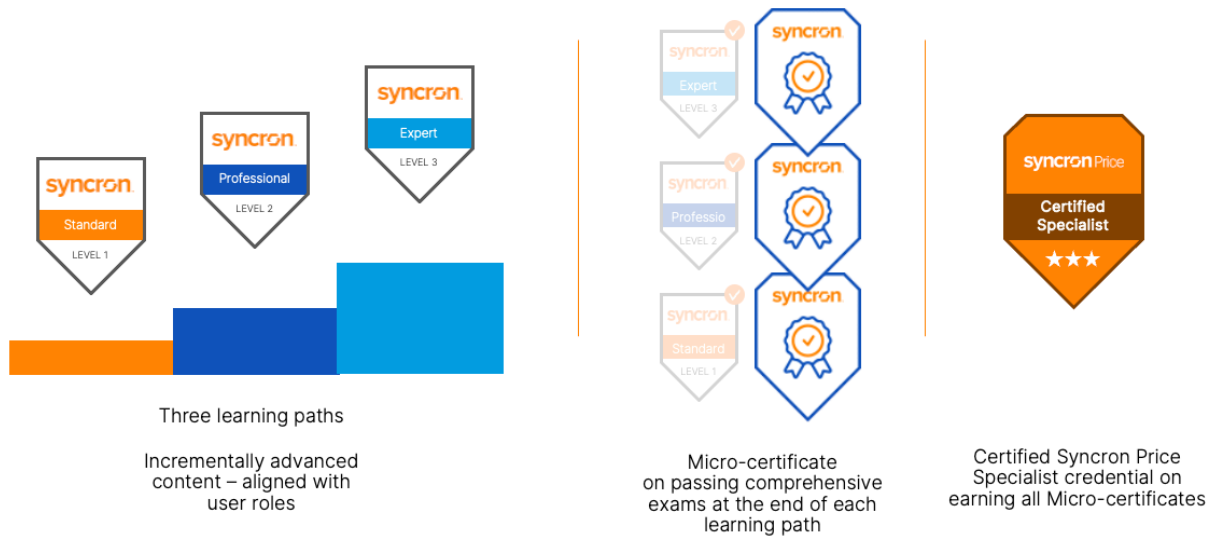 syncron
Standard
LEVEL 1
syncron
Professional
LEVEL 2
syncron
Expert
LEVEL 3
Three learning paths
Incrementally advanced
content – aligned with
user roles
syncron
Expert
LEVEL 3
syncron
syncron
Professio
LEVEL 2
syncron
syncron
Standard
LEVEL 1
syncron
Micro-certificate
on passing comprehensive
exams at the end of each
learning path
syncron Price
Certified
Specialist
Certified Syncron Price
Specialist credential on
earning all Micro-certificates